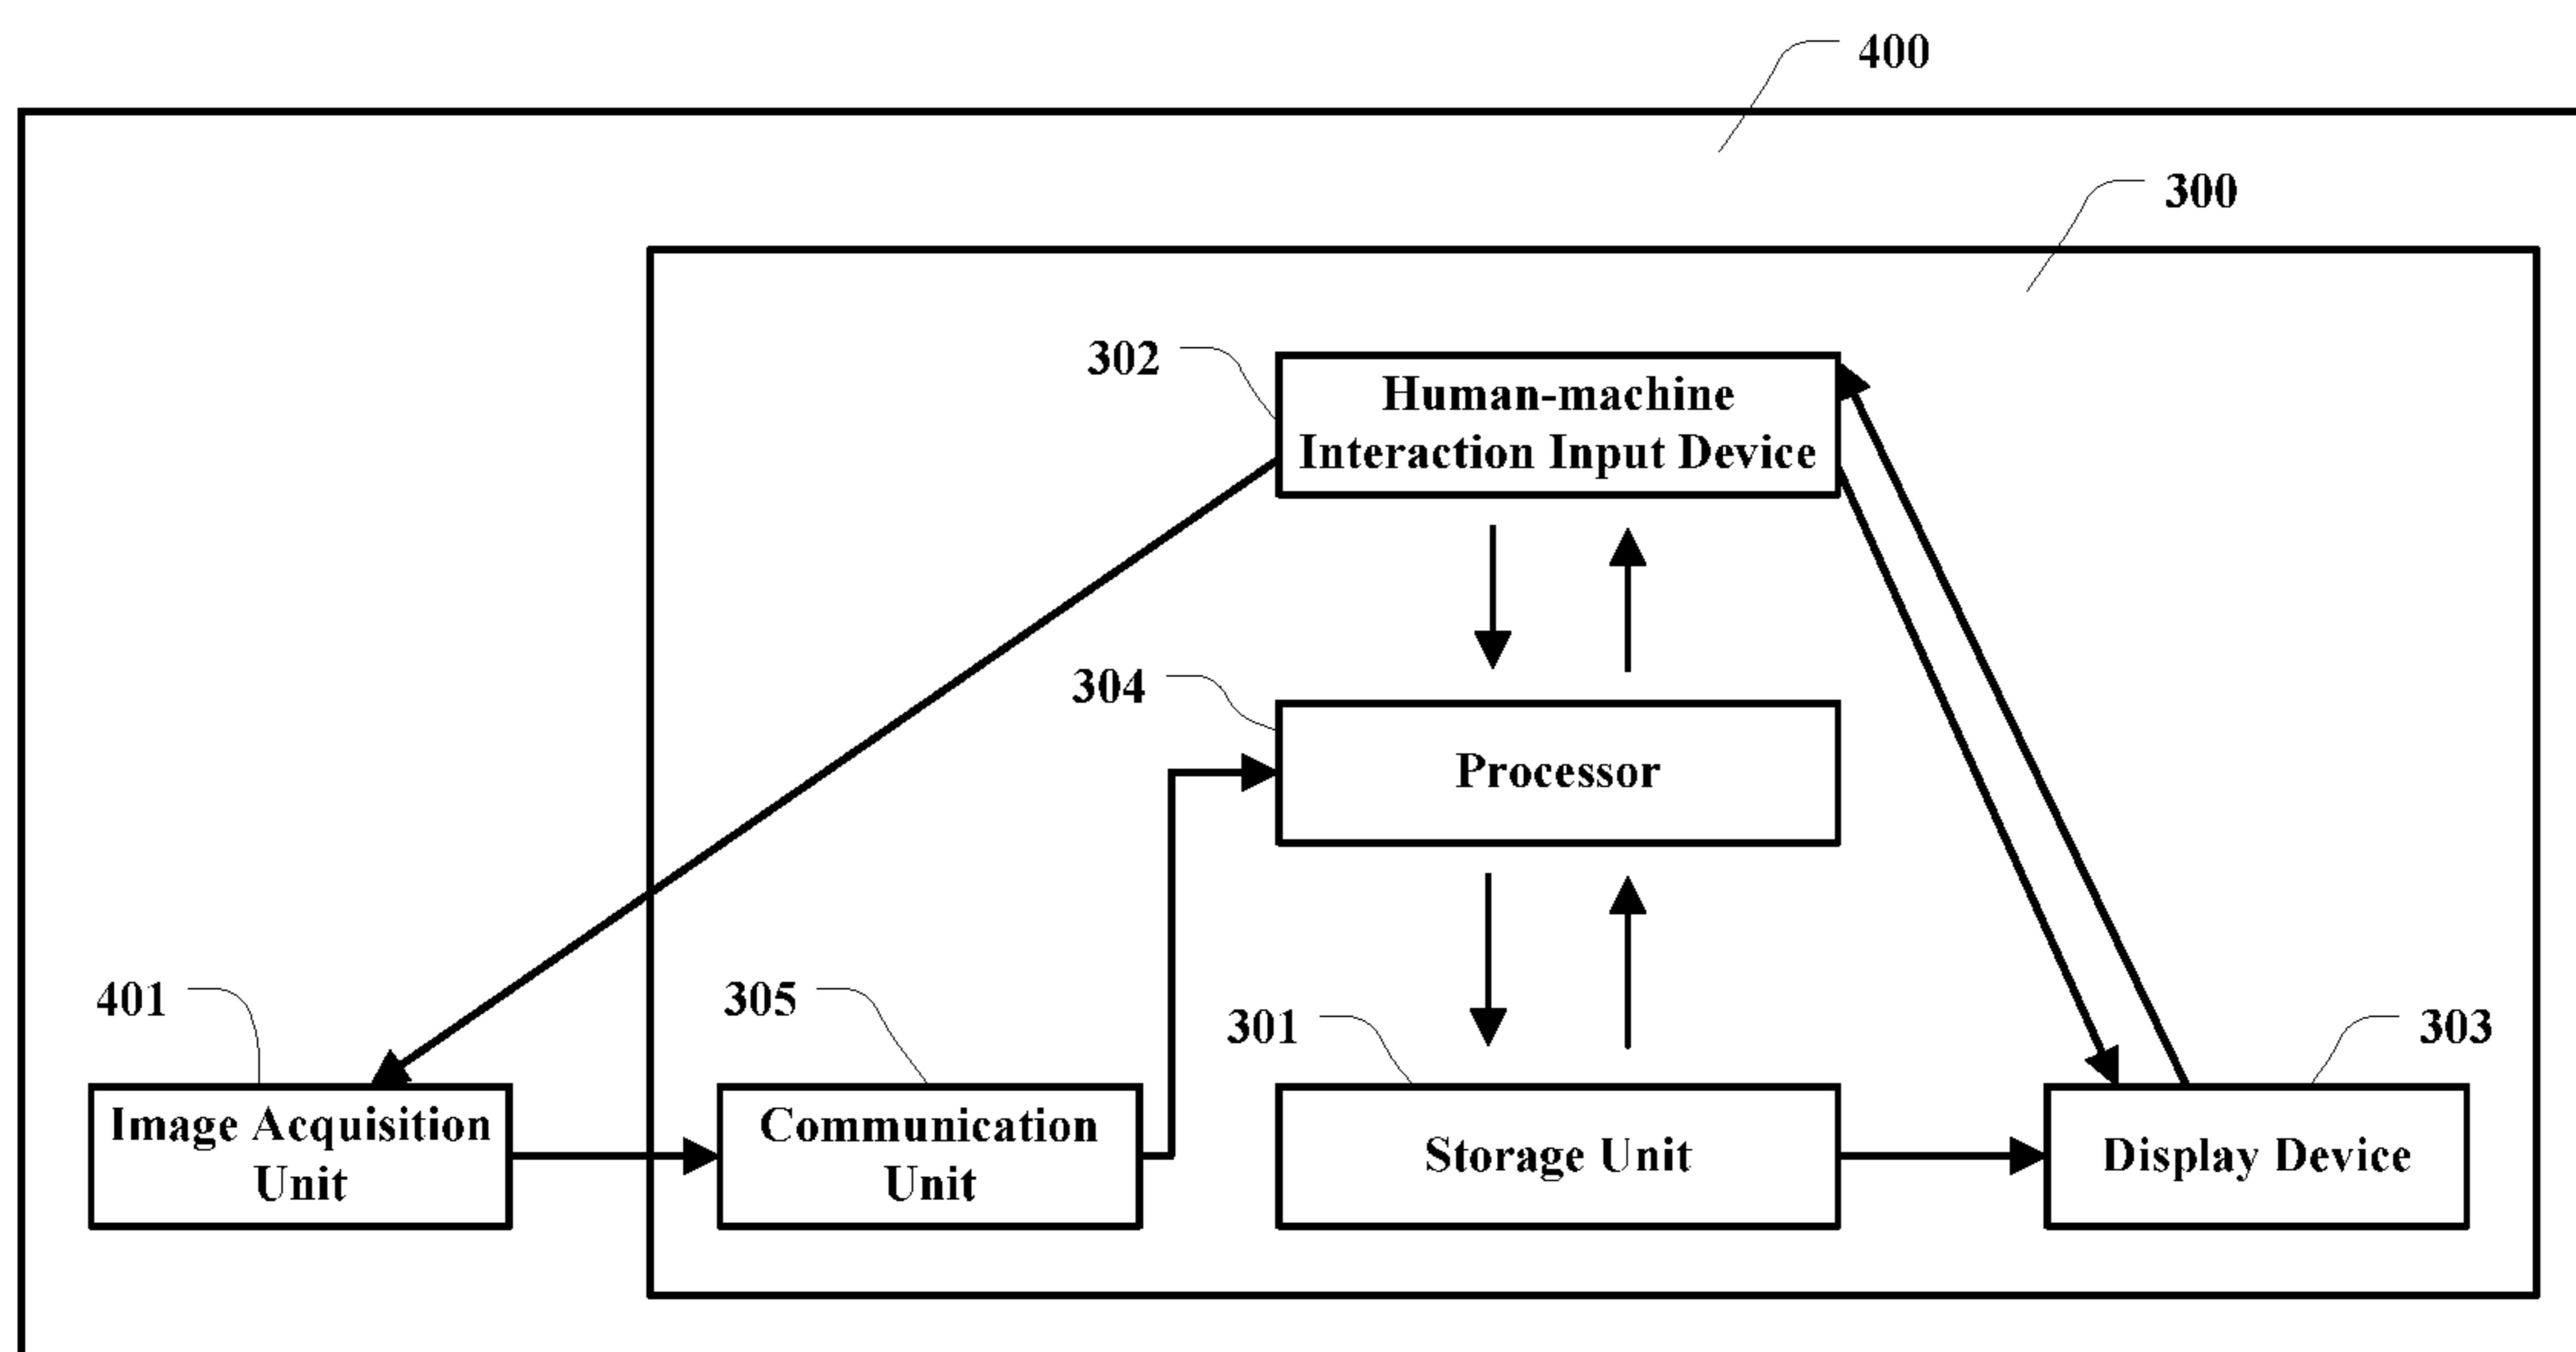 400
300
302
Human-machine
Interaction Input Device
304
Processor
401
305
301
303
Image Acquisition
Unit
Communication
Unit
Storage Unit
Display Device